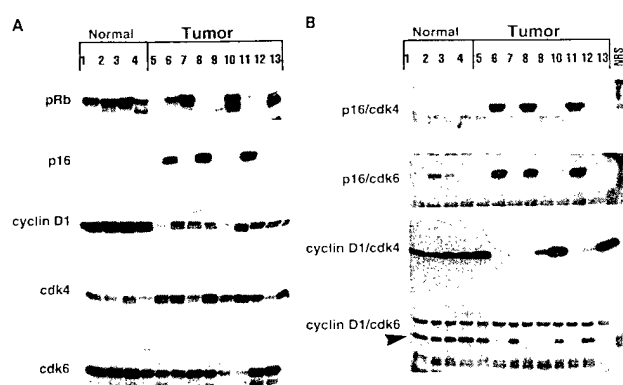 A
Normal Tumor
1 2 3 4 5 6 7 8 9 10 11 12 13
pRb
p16
cyclin D1
cdk4
cdk6
B
Normal Tumor
1 2 3 4 5 6 7 8 9 10 11 12 13 NRS
p16/cdk4
p16/cdk6
cyclin D1/cdk4
cyclin D1/cdk6